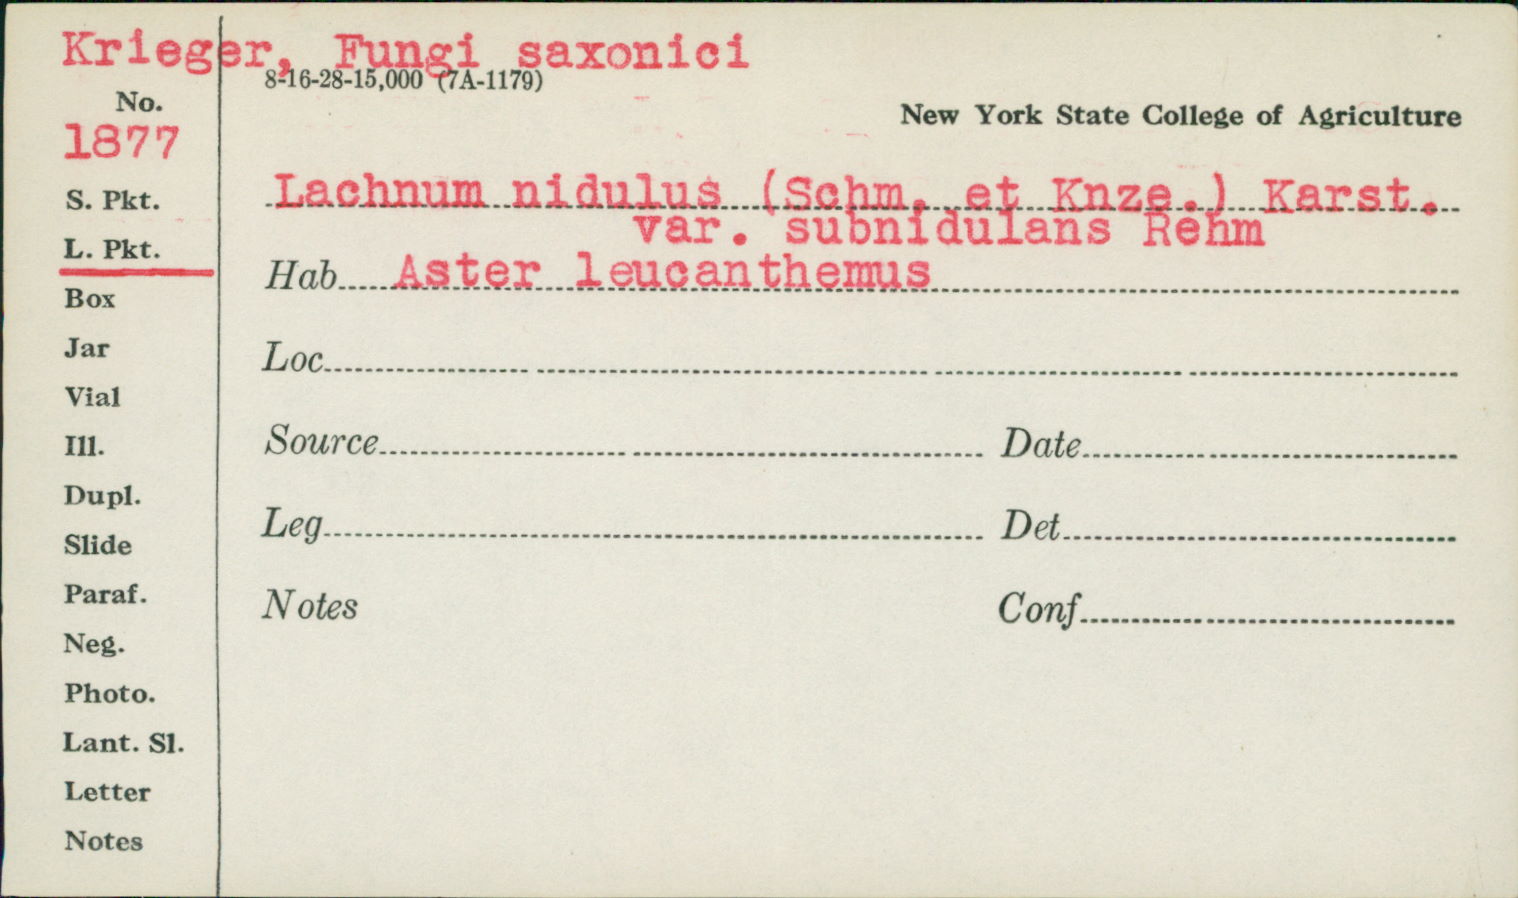 Krieger, Fungi saxonici
8-16-28-15,000 (7A-1179)
No.
New York State College of Agriculture
1877
Lachnum nidulus (Schm. et Knze.) Karst.
S. Pkt.
var. subnidulans Rehm
L. Pkt.
Hab. Aster leucanthemus
Box
Jar
Loc.
Vial
Ill.
Source Date
Dupl.
Leg. Det.
Slide
Paraf.
Notes Conf.
Neg.
Photo.
Lant. Sl.
Letter
Notes